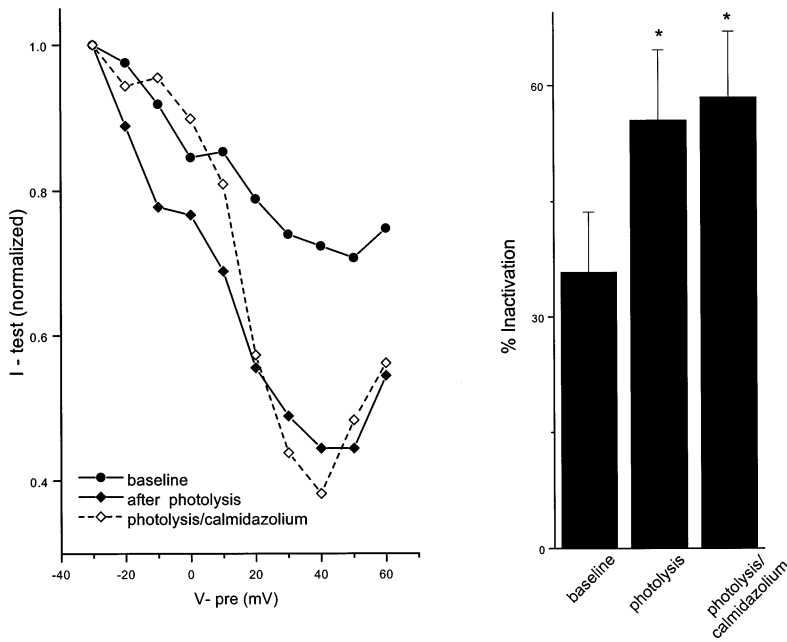 I - test (normalized)
1.0
0.8
0.6
0.4
baseline
after photolysis
photolysis/calmidazolium
-40
-20
0
20
40
60
V- pre (mV)
% Inactivation
60
30
0
*
*
baseline
photolysis
photolysis/
calmidazolium